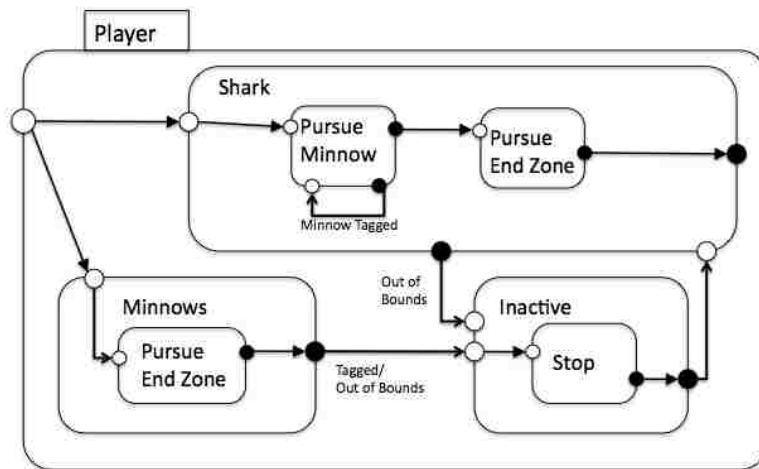 Player
Shark
Pursue
Minnow
Pursue
End Zone
Minnow Tagged
Out of
Bounds
Minnows
Inactive
Pursue
End Zone
Stop
Tagged/
Out of Bounds